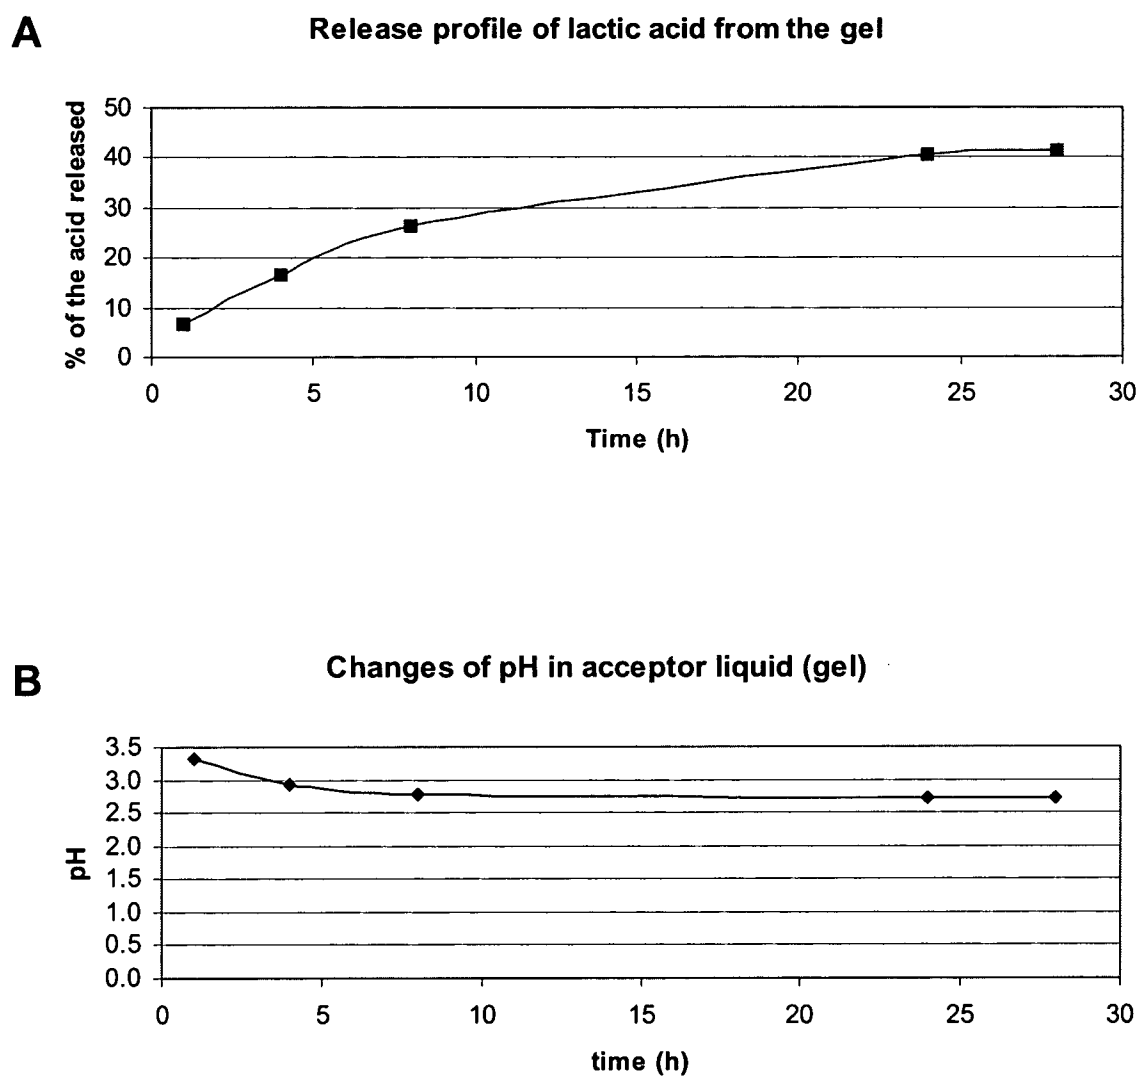 A
Release profile of lactic acid from the gel
% of the acid released
50
40
30
20
10
0
0 5 10 15 20 25 30
Time (h)
B
Changes of pH in acceptor liquid (gel)
pH
3.5
3.0
2.5
2.0
1.5
1.0
0.5
0.0
0 5 10 15 20 25 30
time (h)